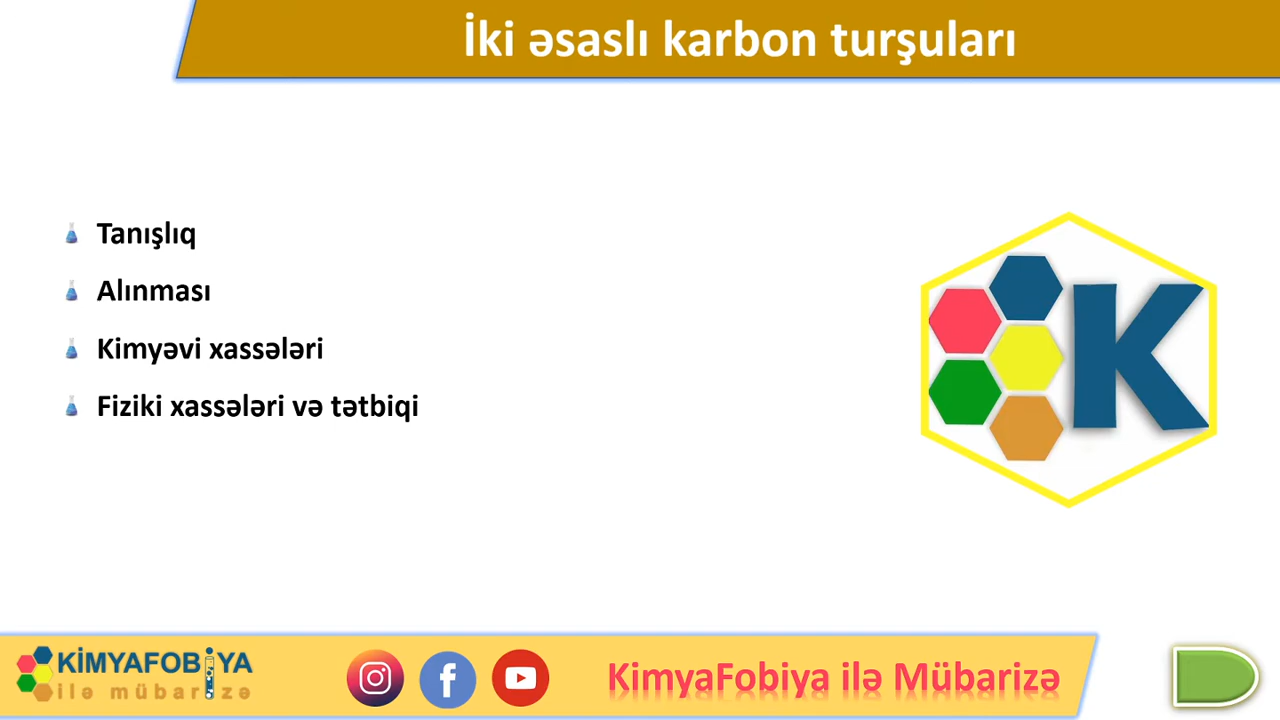 İki əsaslı karbon turşuları
Tanışlıq
Alınması
Kimyəvi xassələri
Fiziki xassələri və tətbiqi
K
KİMYAFOBİYA
ilə mübarizə
KimyaFobiya ilə Mübarizə